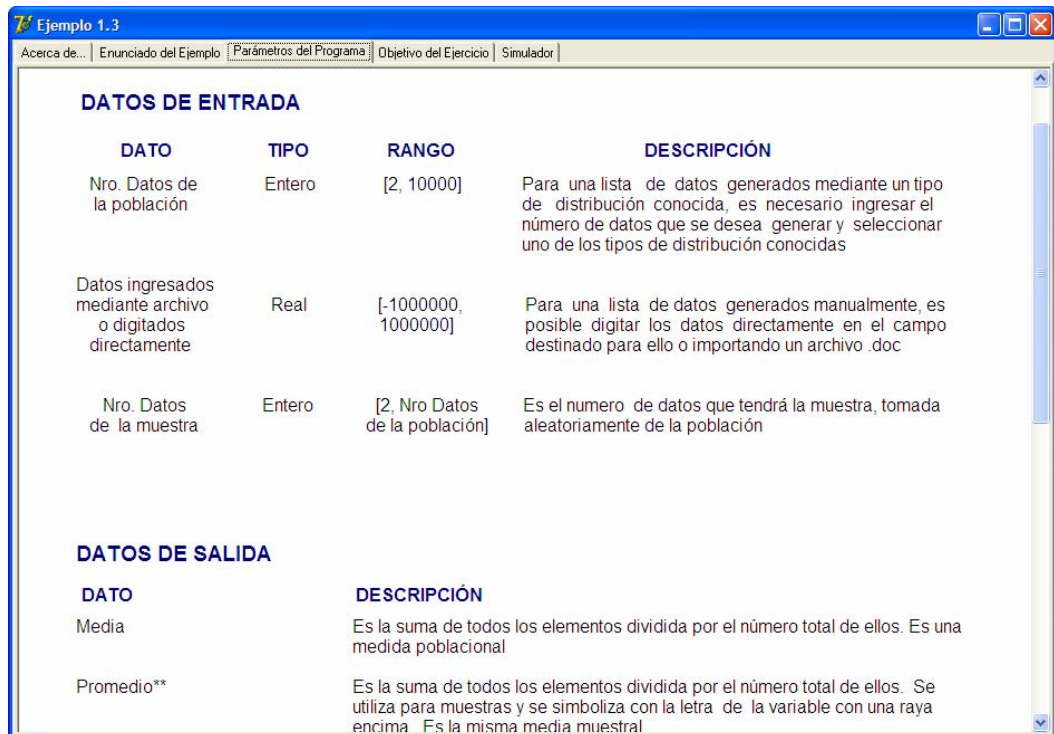 Ejemplo 1.3
Acerca de... Enunciado del Ejemplo Parámetros del Programa Objetivo del Ejercicio Simulador
DATOS DE ENTRADA
DATO TIPO RANGO DESCRIPCIÓN
Nro. Datos de
la población
Entero
[2, 10000]
Para una lista de datos generados mediante un tipo
de distribución conocida, es necesario ingresar el
número de datos que se desea generar y seleccionar
uno de los tipos de distribución conocidas
Datos ingresados
mediante archivo
o digitados
directamente
Real
[-1000000,
1000000]
Para una lista de datos generados manualmente, es
posible digitar los datos directamente en el campo
destinado para ello o importando un archivo .doc
Nro. Datos
de la muestra
Entero
[2, Nro Datos
de la población]
Es el numero de datos que tendrá la muestra, tomada
aleatoriamente de la población
DATOS DE SALIDA
DATO DESCRIPCIÓN
Media
Es la suma de todos los elementos dividida por el número total de ellos. Es una
medida poblacional
Promedio**
Es la suma de todos los elementos dividida por el número total de ellos. Se
utiliza para muestras y se simboliza con la letra de la variable con una raya
encima. Es la misma media muestral